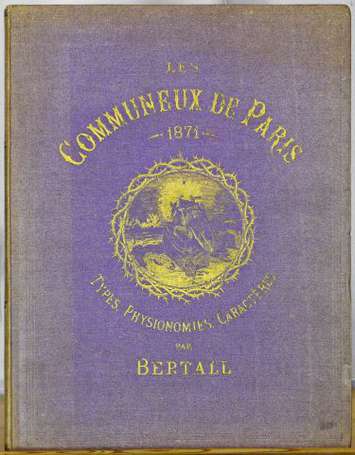 LES
COMMUNEUX DE PARIS
1871
TYPES, PHYSIONOMIES, CARACTÈRES,
PAR
BERTALL